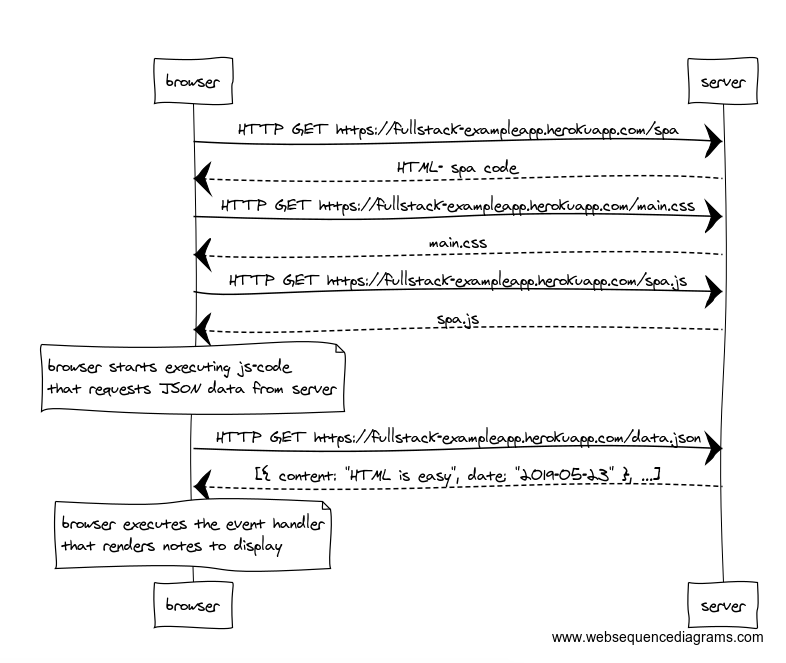 browser
server
HTTP GET https://fullstack-exampleapp.herokuapp.com/spa
HTML- spa code
HTTP GET https://fullstack-exampleapp.herokuapp.com/main.css
main.css
HTTP GET https://fullstack-exampleapp.herokuapp.com/spa.js
spa.js
browser starts executing js-code
that requests JSON data from server
HTTP GET https://fullstack-exampleapp.herokuapp.com/data.json
[{ content: "HTML is easy", date: "2019-05-23" }, ...]
browser executes the event handler
that renders notes to display
browser
server
www.websequencediagrams.com